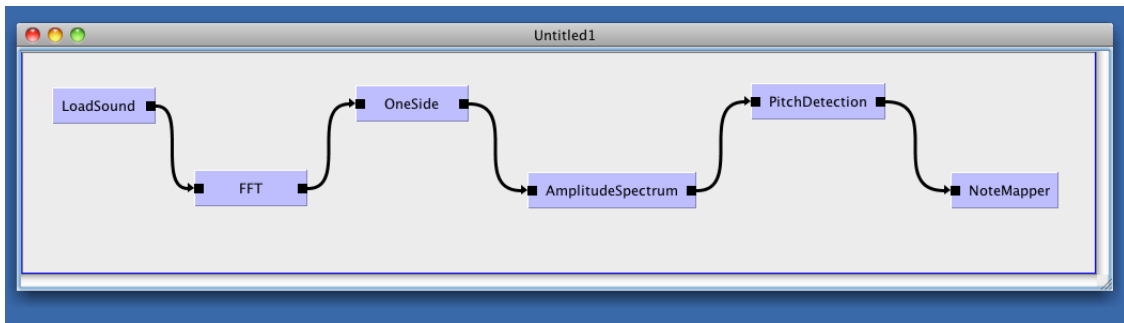 Untitled1
LoadSound
FFT
OneSide
AmplitudeSpectrum
PitchDetection
NoteMapper